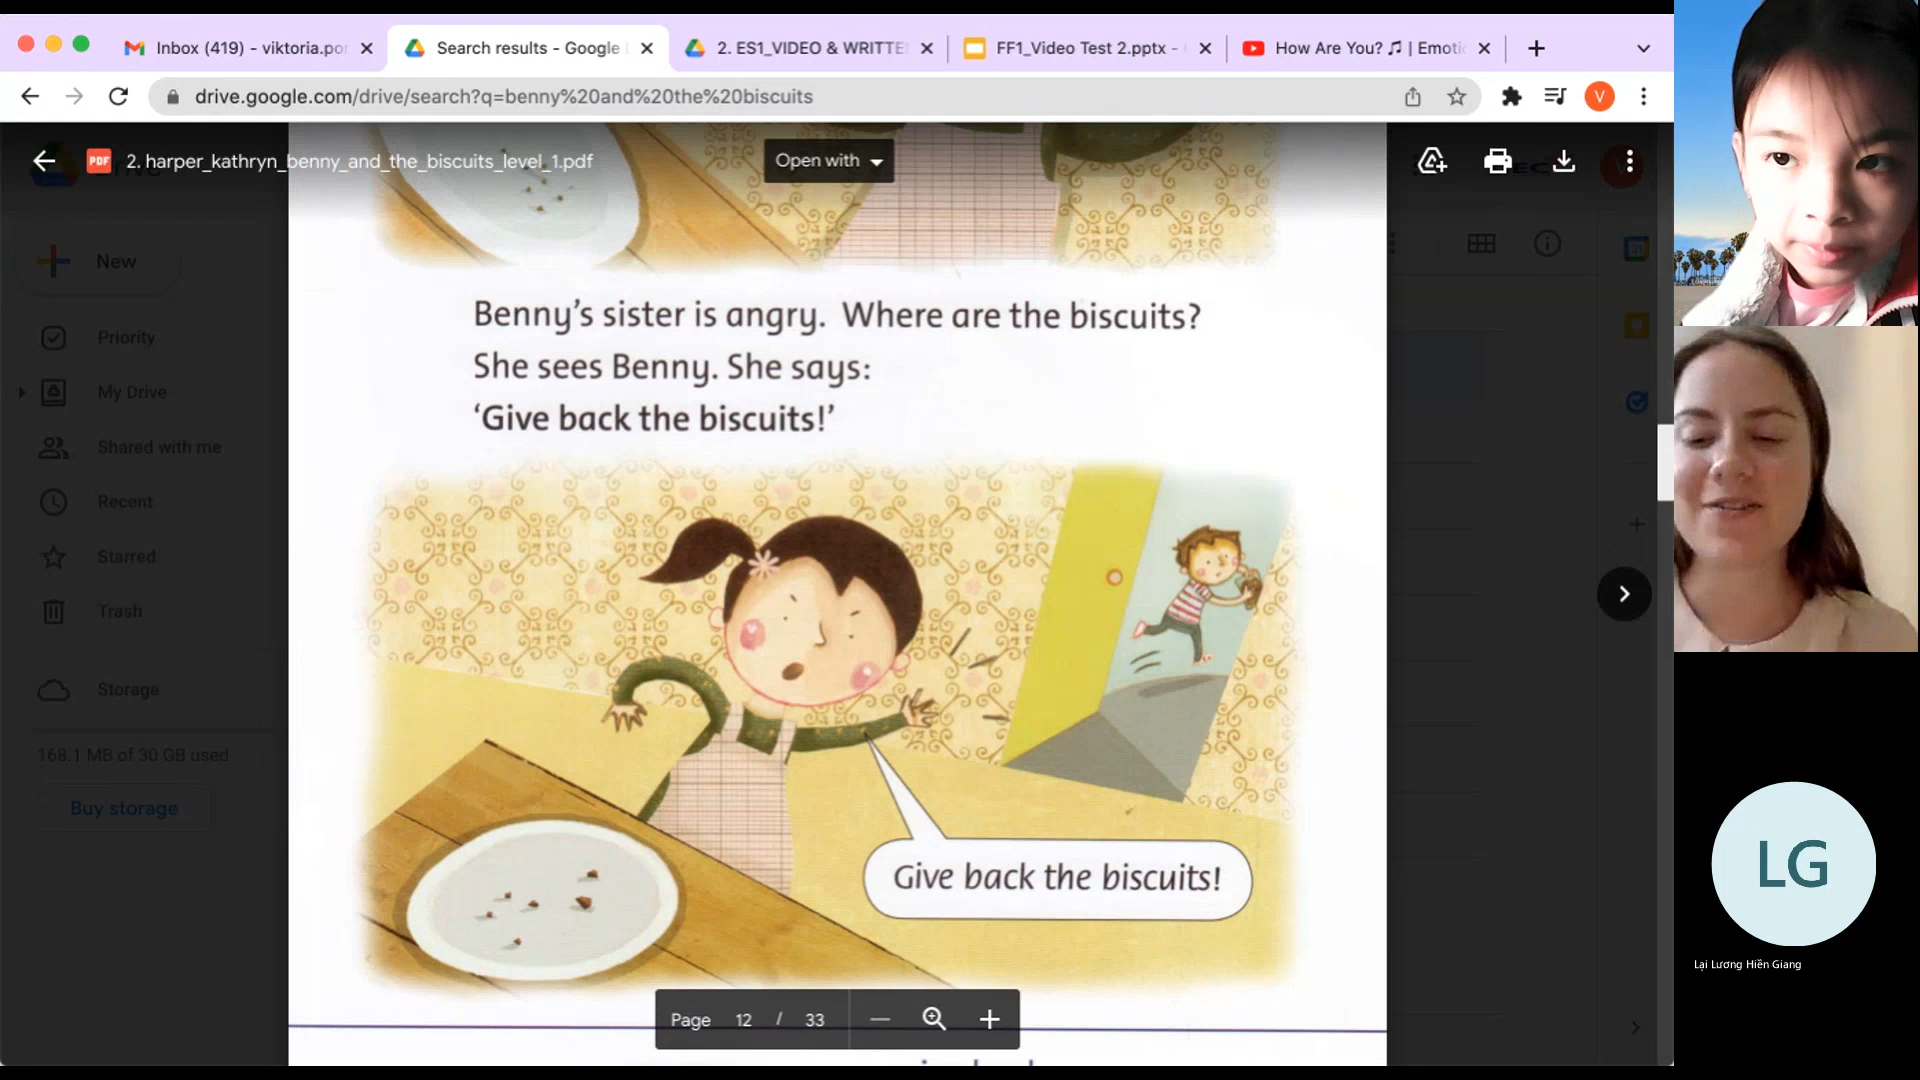 Inbox (419) - viktoria.por
Search results - Google
2. ES1_VIDEO & WRITTE
FF1_Video Test 2.pptx -
How Are You? 🎵 | Emoti
drive.google.com/drive/search?q=benny%20and%20the%20biscuits
V
PDF
2. harper_kathryn_benny_and_the_biscuits_level_1.pdf
Open with
New
Priority
My Drive
Shared with me
Recent
Starred
Trash
Storage
168.1 MB of 30 GB used
Buy storage
Benny's sister is angry. Where are the biscuits?
She sees Benny. She says:
'Give back the biscuits!'
Give back the biscuits!
Page 12 / 33
LG
Lại Lương Hiền Giang